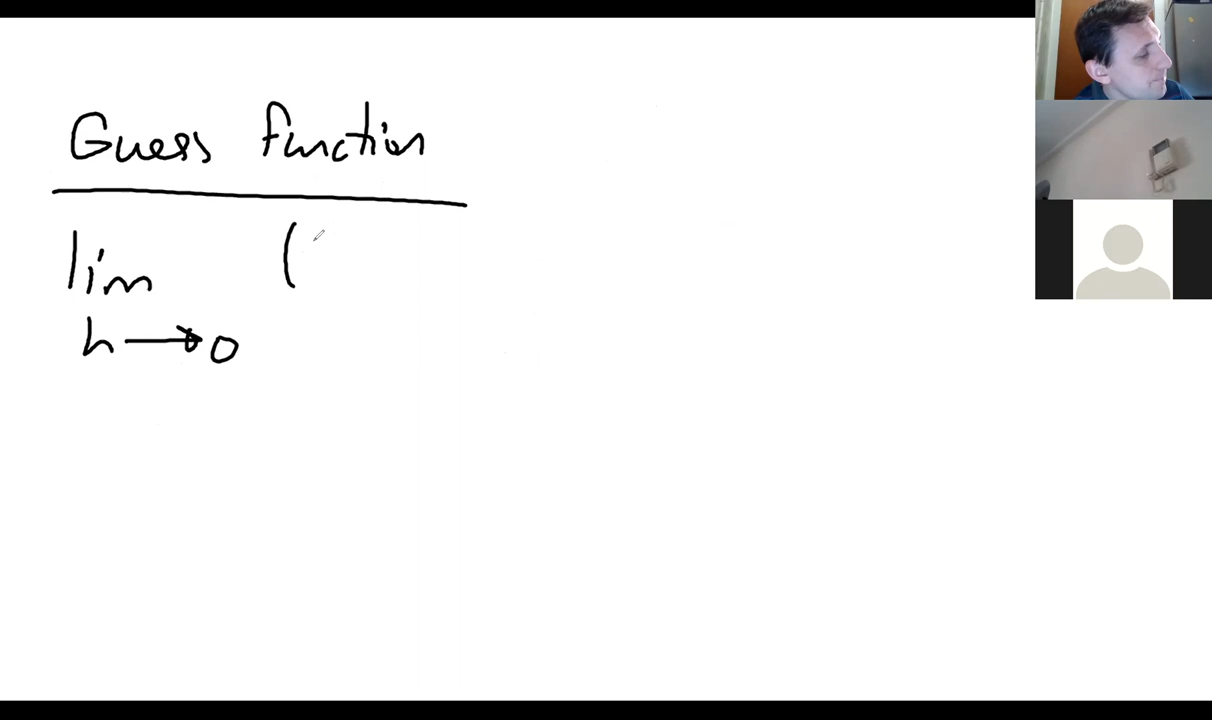 Guess function
lim (
h → 0